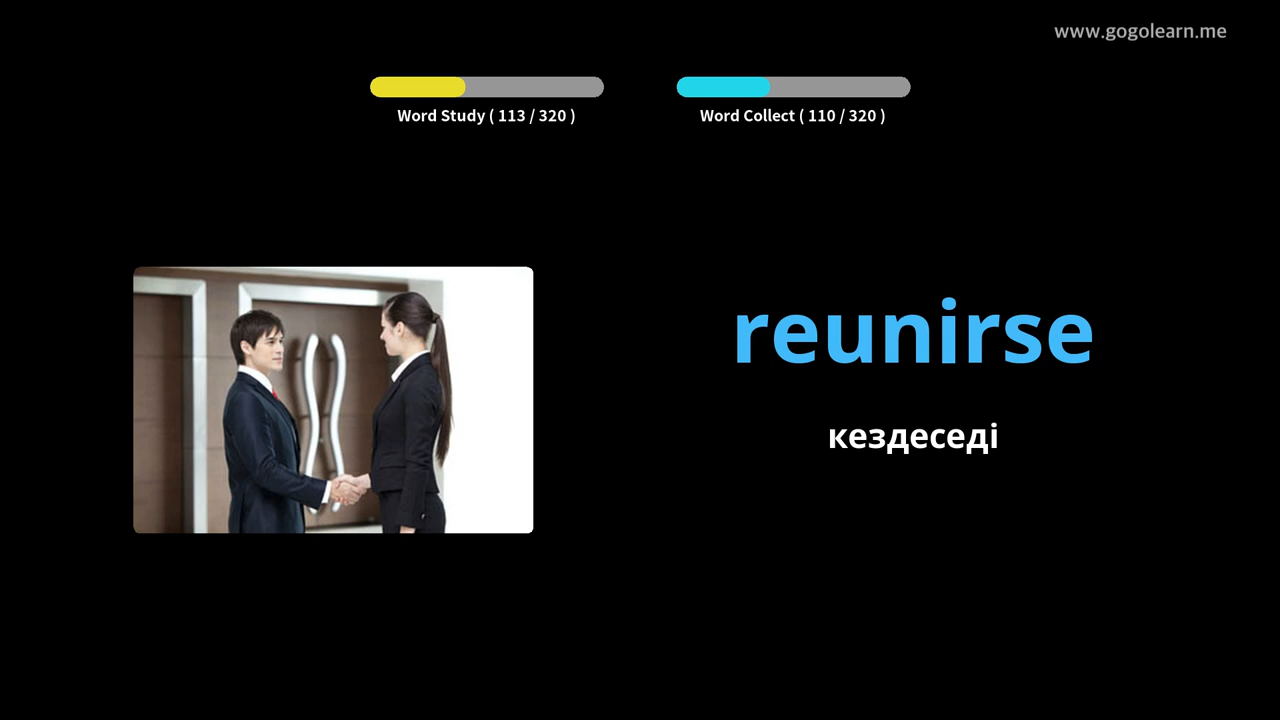 www.gogolearn.me
Word Study ( 113 / 320 )
Word Collect ( 110 / 320 )
reunirse
кездеседі